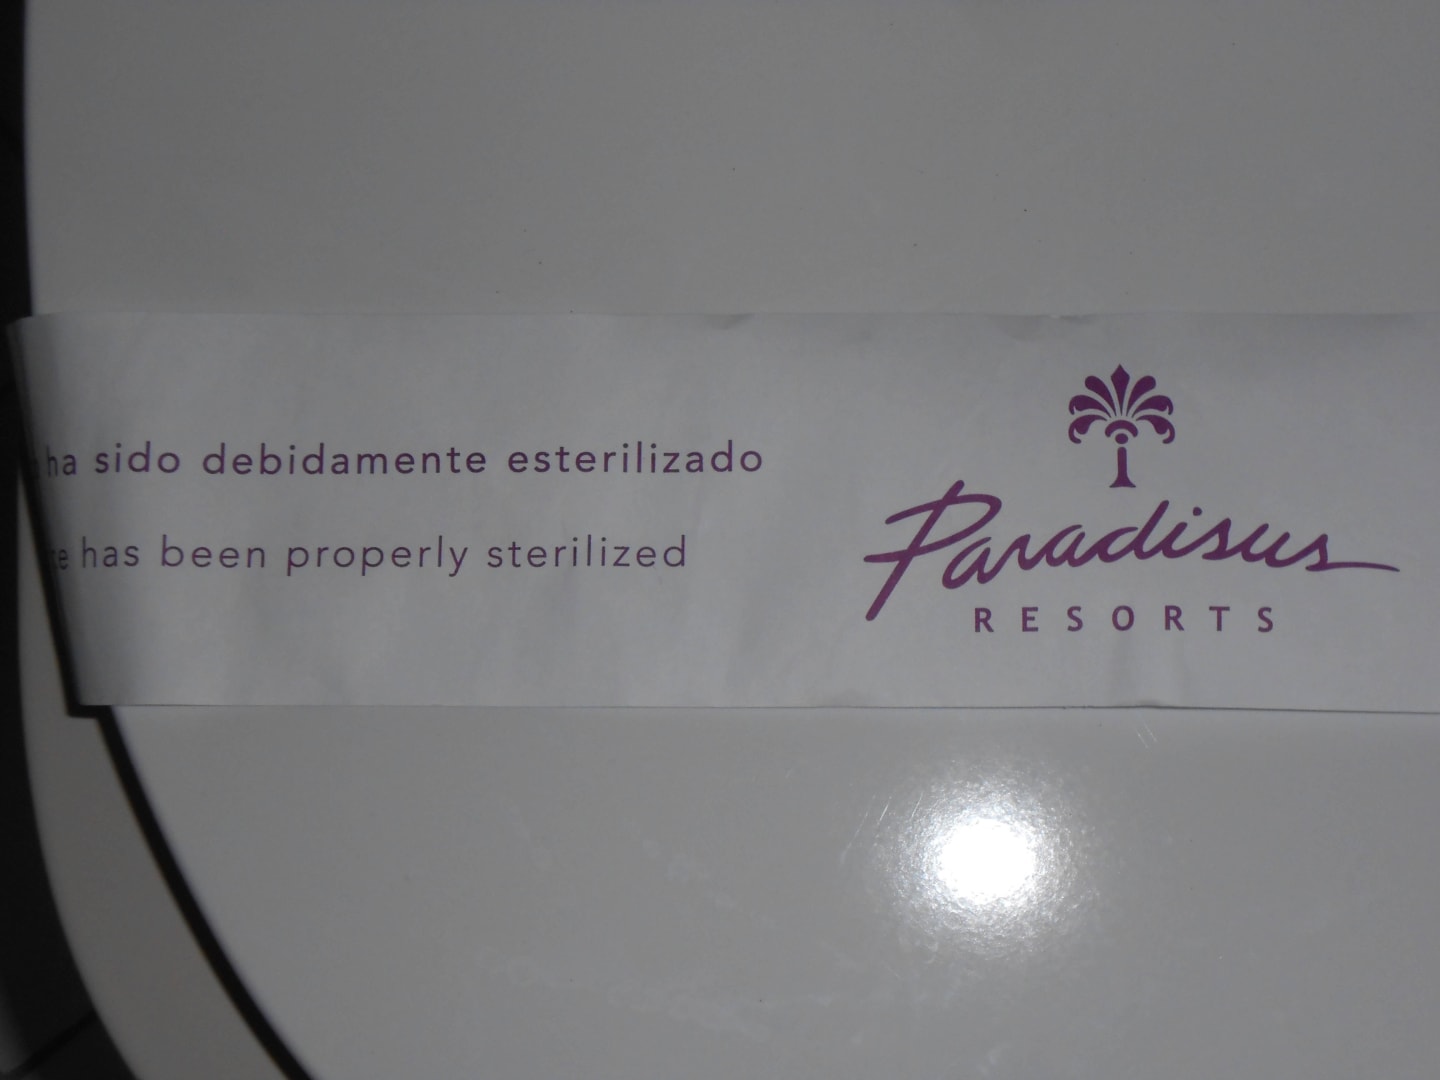 ha sido debidamente esterilizado
has been properly sterilized
Paradisus
RESORTS